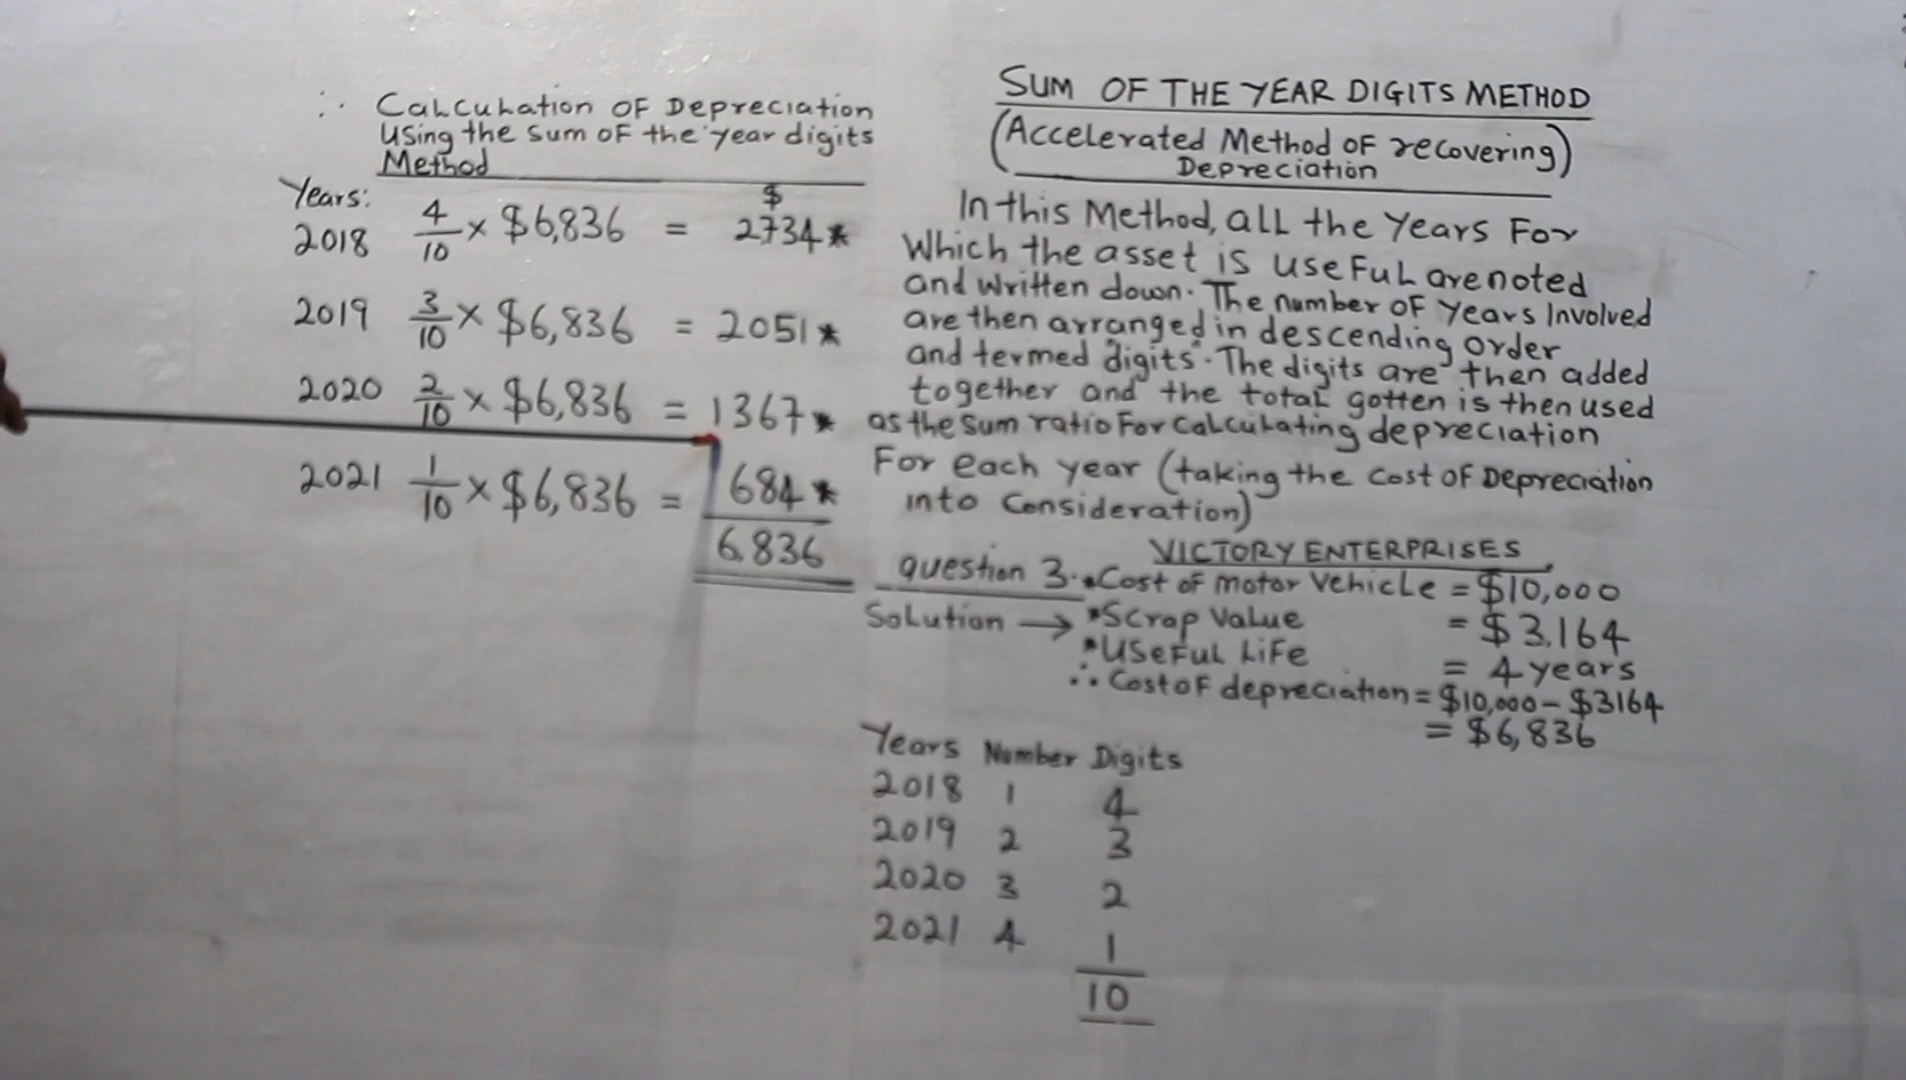 ∴ Calculation of Depreciation
Using the sum of the year digits
Method
Years: $
2018 4/10 × $6,836 = 2734*
2019 3/10 × $6,836 = 2051*
2020 2/10 × $6,836 = 1367*
2021 1/10 × $6,836 = 684*
6,836
SUM OF THE YEAR DIGITS METHOD
(Accelerated Method of recovering
Depreciation)
In this Method, all the Years For
Which the asset is useful are noted
and written down. The number of Years Involved
are then arranged in descending order
and termed "digits". The digits are then added
together and the total gotten is then used
as the sum ratio For calculating depreciation
For each year (taking the cost of Depreciation
into Consideration)
VICTORY ENTERPRISES
question 3. •Cost of motor Vehicle = $10,000
Solution → *Scrap Value = $3,164
*Useful Life = 4 years
∴ Cost of depreciation = $10,000 − $3164
= $6,836
Years Number Digits
2018 1 4
2019 2 3
2020 3 2
2021 4 1
10